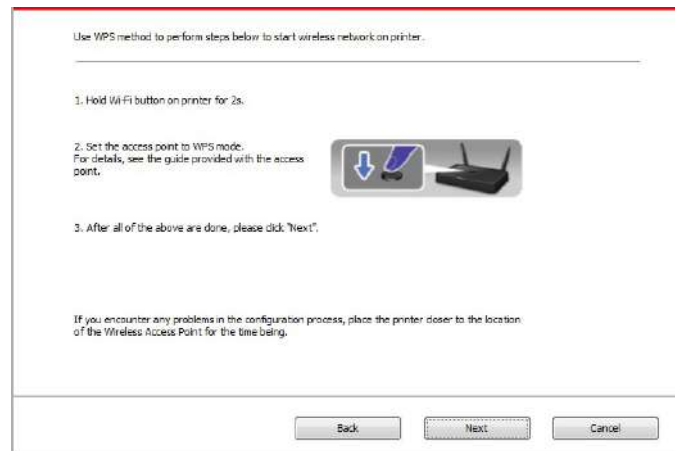 Use WPS method to perform steps below to start wireless network on printer.
1. Hold Wi-Fi button on printer for 2s.
2. Set the access point to WPS mode.
For details, see the guide provided with the access
point.
3. After all of the above are done, please click "Next".
If you encounter any problems in the configuration process, place the printer closer to the location
of the Wireless Access Point for the time being.
Back
Next
Cancel